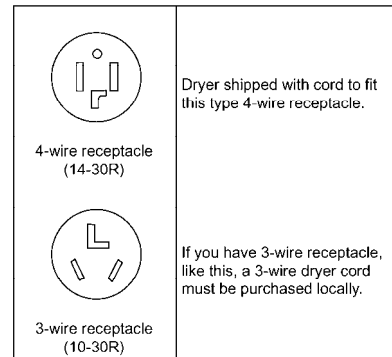 Dryer shipped with cord to fit
this type 4-wire receptacle.
4-wire receptacle
(14-30R)
If you have 3-wire receptacle,
like this, a 3-wire dryer cord
must be purchased locally.
3-wire receptacle
(10-30R)